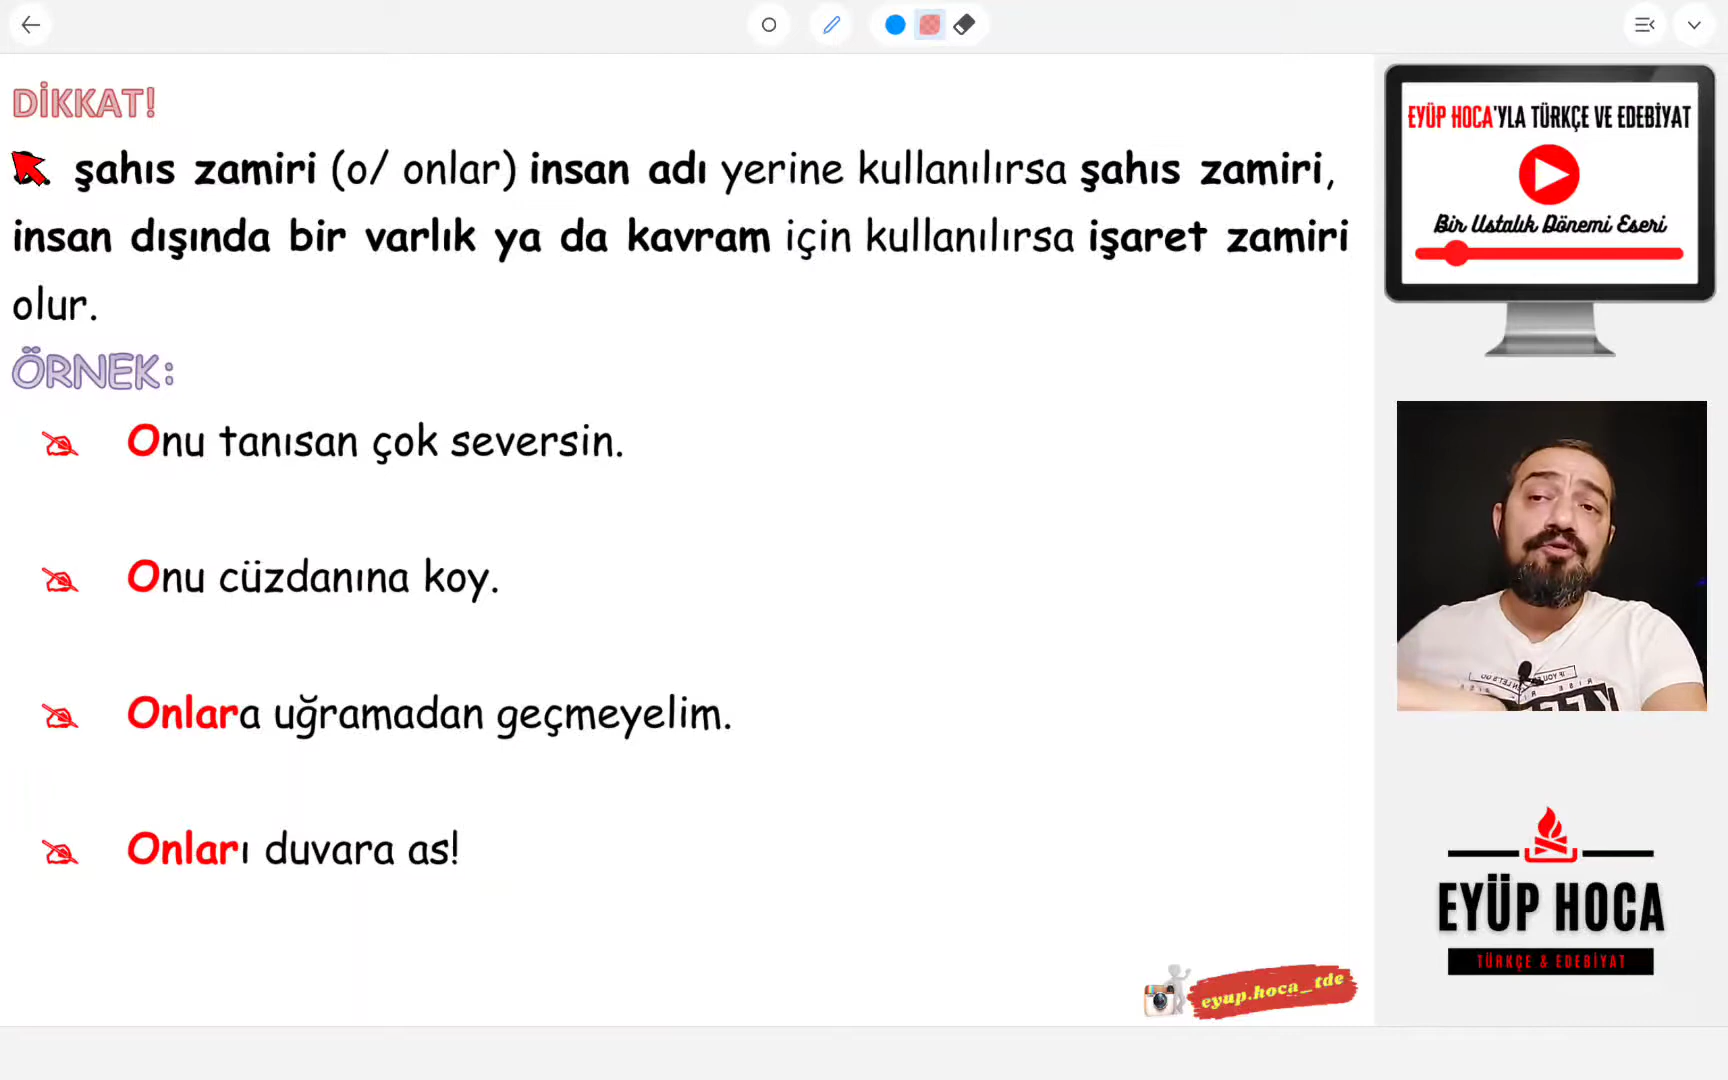 DİKKAT!
şahıs zamiri (o/ onlar) insan adı yerine kullanılırsa şahıs zamiri,
insan dışında bir varlık ya da kavram için kullanılırsa işaret zamiri
olur.
ÖRNEK:
Onu tanısan çok seversin.
Onu cüzdanına koy.
Onlara uğramadan geçmeyelim.
Onları duvara as!
eyup.hoca_tde
EYÜP HOCA'YLA TÜRKÇE VE EDEBİYAT
Bir Ustalık Dönemi Eseri
EYÜP HOCA
TÜRKÇE & EDEBİYAT